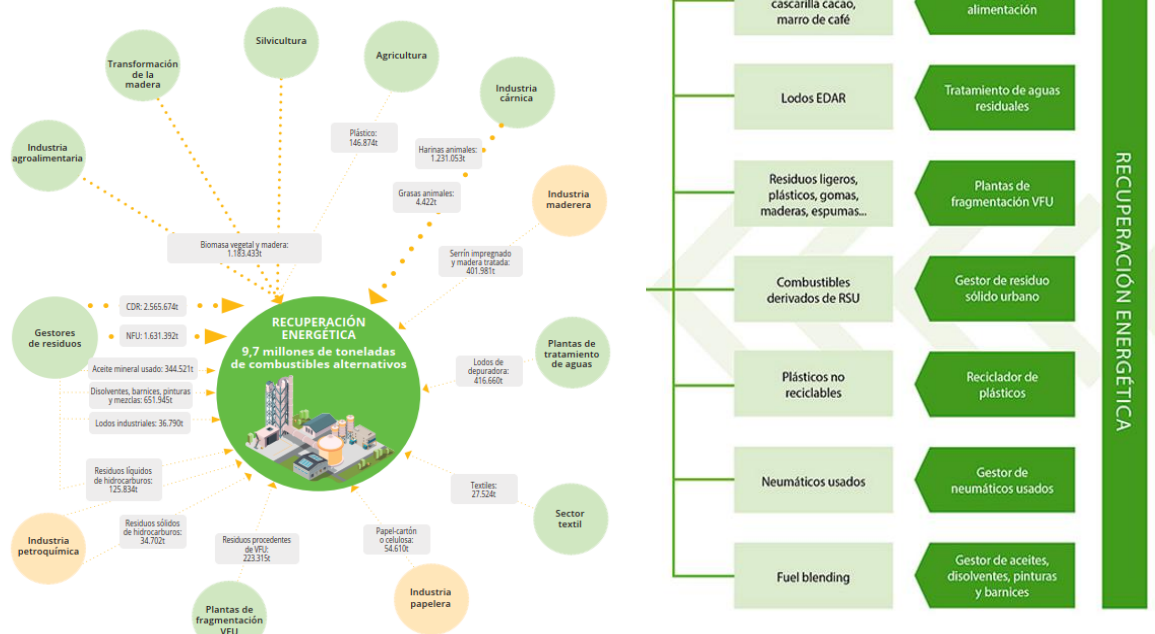 Silvicultura
Agricultura
Transformación
de la
madera
Industria
cárnica
Industria
agroalimentaria
Plástico:
146.874t
Harinas animales:
1.231.053t
Grasas animales:
4.422t
Industria
maderera
Biomasa vegetal y madera:
1.183.433t
Serrín impregnado
y madera tratada:
401.981t
CDR: 2.565.674t
Gestores
de residuos
NFU: 1.631.392t
RECUPERACIÓN
ENERGÉTICA
9,7 millones de toneladas
de combustibles alternativos
Plantas de
tratamiento
de aguas
Lodos de
depuradora:
416.660t
Aceite mineral usado: 344.521t
Disolventes, barnices, pinturas
y mezclas: 651.945t
Lodos industriales: 36.790t
Residuos líquidos
de hidrocarburos:
125.834t
Textiles:
27.524t
Sector
textil
Industria
petroquímica
Residuos sólidos
de hidrocarburos:
34.702t
Residuos procedentes
de VFU:
223.315t
Papel-cartón
o celulosa:
54.610t
Industria
papelera
Plantas de
fragmentación
VFU
cascarilla cacao,
marro de café
alimentación
Lodos EDAR
Tratamiento de aguas
residuales
Residuos ligeros,
plásticos, gomas,
maderas, espumas...
Plantas de
fragmentación VFU
Combustibles
derivados de RSU
Gestor de residuo
sólido urbano
Plásticos no
reciclables
Reciclador de
plásticos
Neumáticos usados
Gestor de
neumáticos usados
Fuel blending
Gestor de aceites,
disolventes, pinturas
y barnices
RECUPERACIÓN ENERGÉTICA